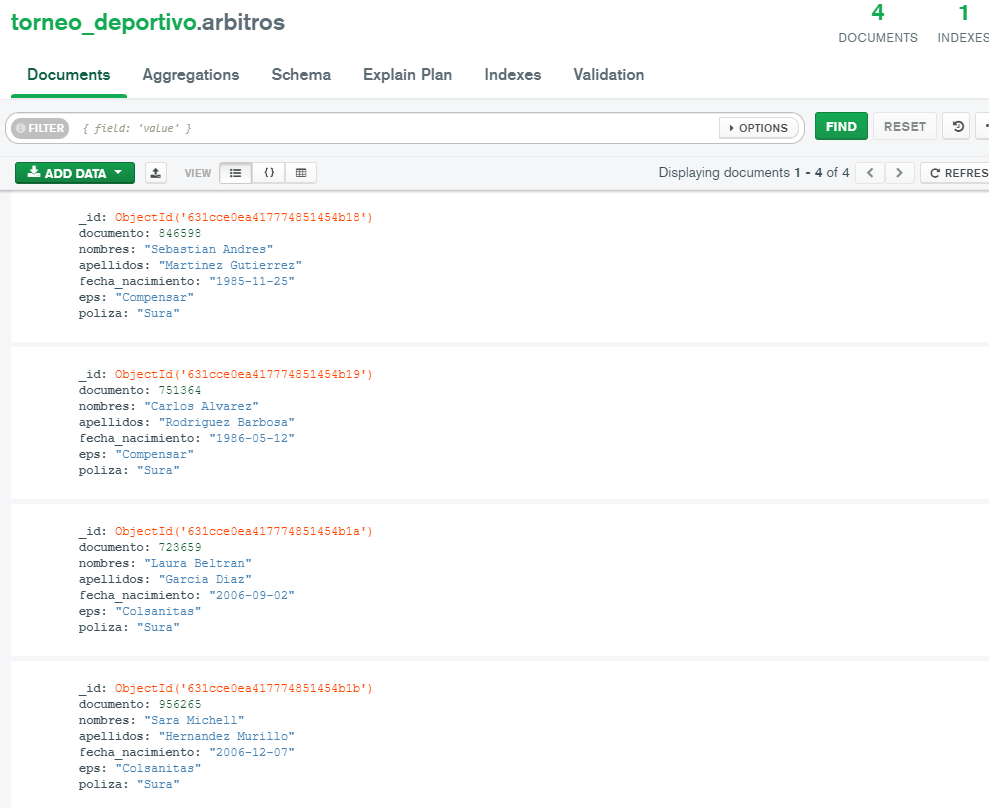 torneo_deportivo.arbitros
4
DOCUMENTS
1
INDEXES
Documents Aggregations Schema Explain Plan Indexes Validation
FILTER { field: 'value' } OPTIONS FIND RESET
ADD DATA VIEW {} Displaying documents 1 - 4 of 4 < > REFRES
_id: ObjectId('631cce0ea417774851454b18')
documento: 846598
nombres: "Sebastian Andres"
apellidos: "Martinez Gutierrez"
fecha_nacimiento: "1985-11-25"
eps: "Compensar"
poliza: "Sura"
_id: ObjectId('631cce0ea417774851454b19')
documento: 751364
nombres: "Carlos Alvarez"
apellidos: "Rodriguez Barbosa"
fecha_nacimiento: "1986-05-12"
eps: "Compensar"
poliza: "Sura"
_id: ObjectId('631cce0ea417774851454b1a')
documento: 723659
nombres: "Laura Beltran"
apellidos: "Garcia Diaz"
fecha_nacimiento: "2006-09-02"
eps: "Colsanitas"
poliza: "Sura"
_id: ObjectId('631cce0ea417774851454b1b')
documento: 956265
nombres: "Sara Michell"
apellidos: "Hernandez Murillo"
fecha_nacimiento: "2006-12-07"
eps: "Colsanitas"
poliza: "Sura"